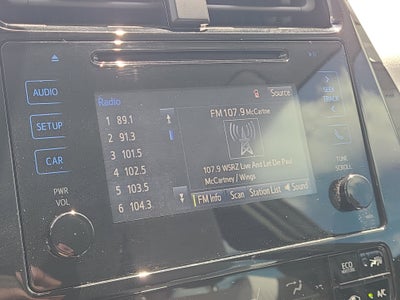 AUDIO
SETUP
CAR
PWR
VOL
Radio
Source
1 89.1
2 91.3
3 101.5
4 102.5
5 103.5
6 104.3
FM107.9 McCartne
107.9 WSRZ Live And Let Die Paul
McCartney / Wings
FM Info
Scan
Station List
Sound
SEEK
TRACK
TUNE
SCROLL
ECO
A/C